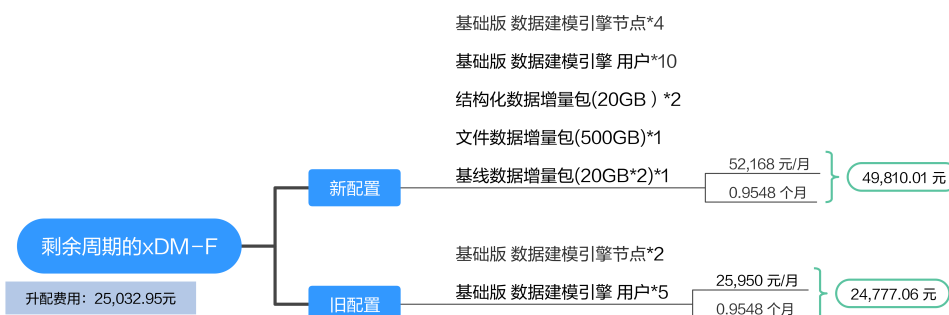 基础版 数据建模引擎节点*4
基础版 数据建模引擎 用户*10
结构化数据增量包(20GB ) *2
文件数据增量包(500GB)*1
基线数据增量包(20GB*2)*1
新配置
52,168 元/月
0.9548 个月
49,810.01 元
剩余周期的xDM-F
升配费用：25,032.95元
基础版 数据建模引擎节点*2
基础版 数据建模引擎 用户*5
旧配置
25,950 元/月
0.9548 个月
24,777.06 元